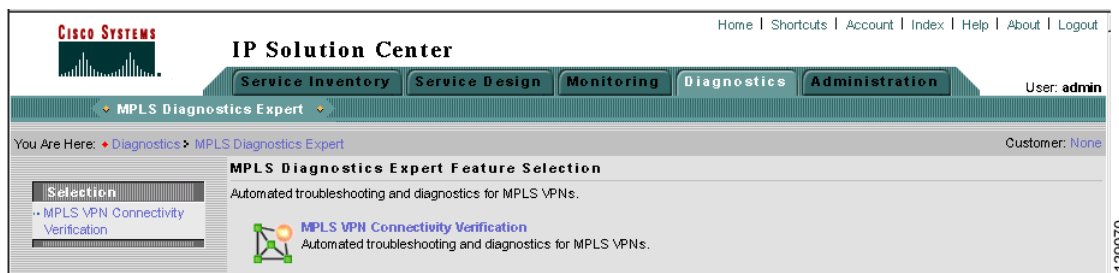 Home | Shortcuts | Account | Index | Help | About | Logout
CISCO SYSTEMS
IP Solution Center
Service Inventory Service Design Monitoring Diagnostics Administration
User: admin
MPLS Diagnostics Expert
You Are Here: Diagnostics MPLS Diagnostics Expert
Customer: None
MPLS Diagnostics Expert Feature Selection
Selection
MPLS VPN Connectivity
Verification
Automated troubleshooting and diagnostics for MPLS VPNs.
MPLS VPN Connectivity Verification
Automated troubleshooting and diagnostics for MPLS VPNs.